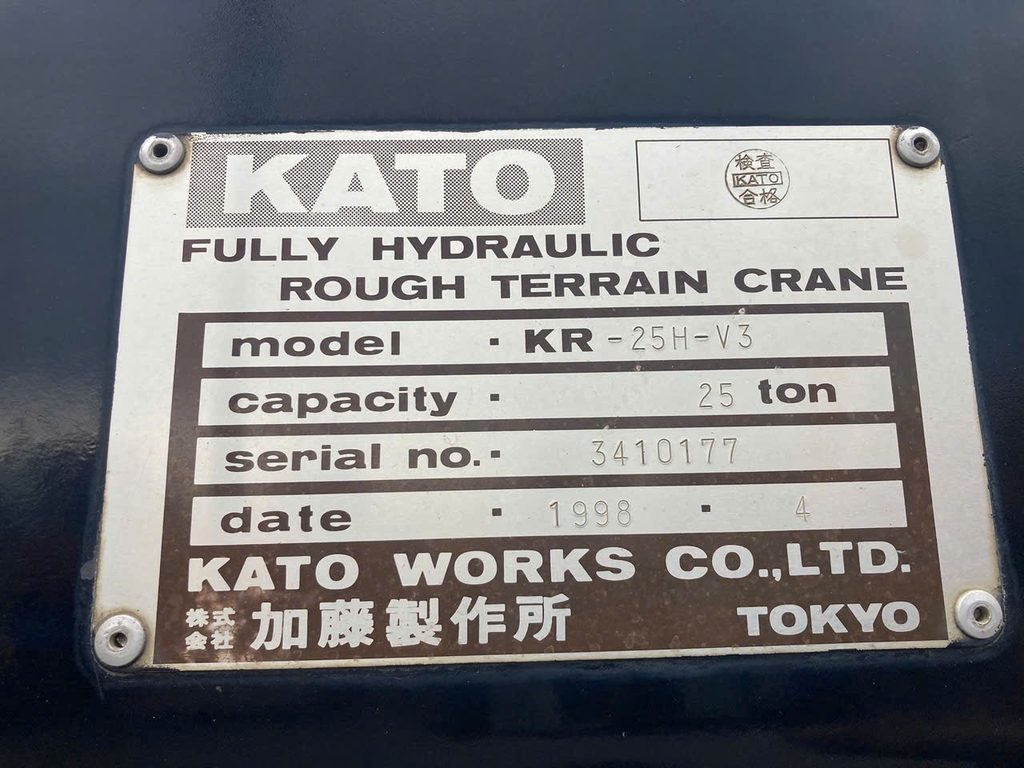 KATO
検査
KATO
合格
FULLY HYDRAULIC
ROUGH TERRAIN CRANE
model · KR-25H-V3
capacity · 25 ton
serial no. · 3410177
date · 1998 · 4
KATO WORKS CO.,LTD.
株式会社 加藤製作所 TOKYO